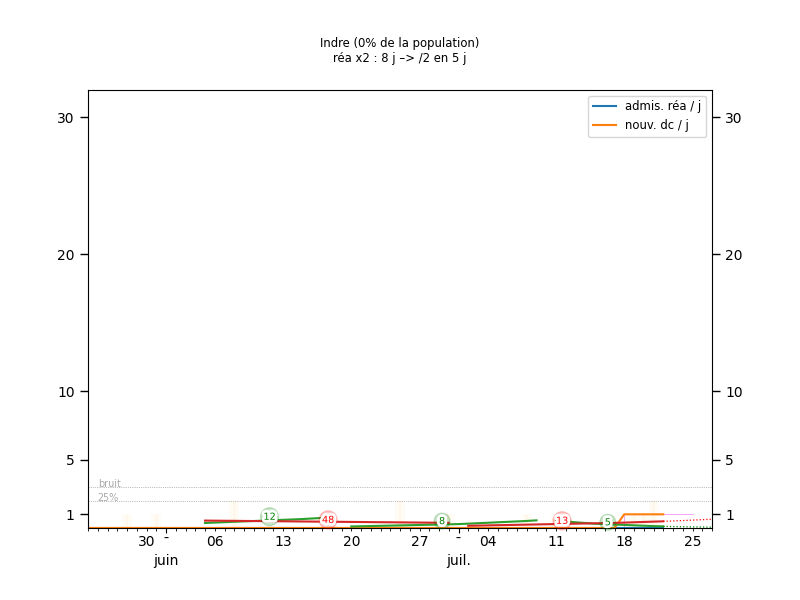 Indre (0% de la population)
réa x2 : 8 j –> /2 en 5 j
admis. réa / j
nouv. dc / j
30 30
20 20
10 10
5 5
bruit
25%
1 1
12 48 8 13 5
30 - 06 13 20 27 - 04 11 18 25
juin juil.